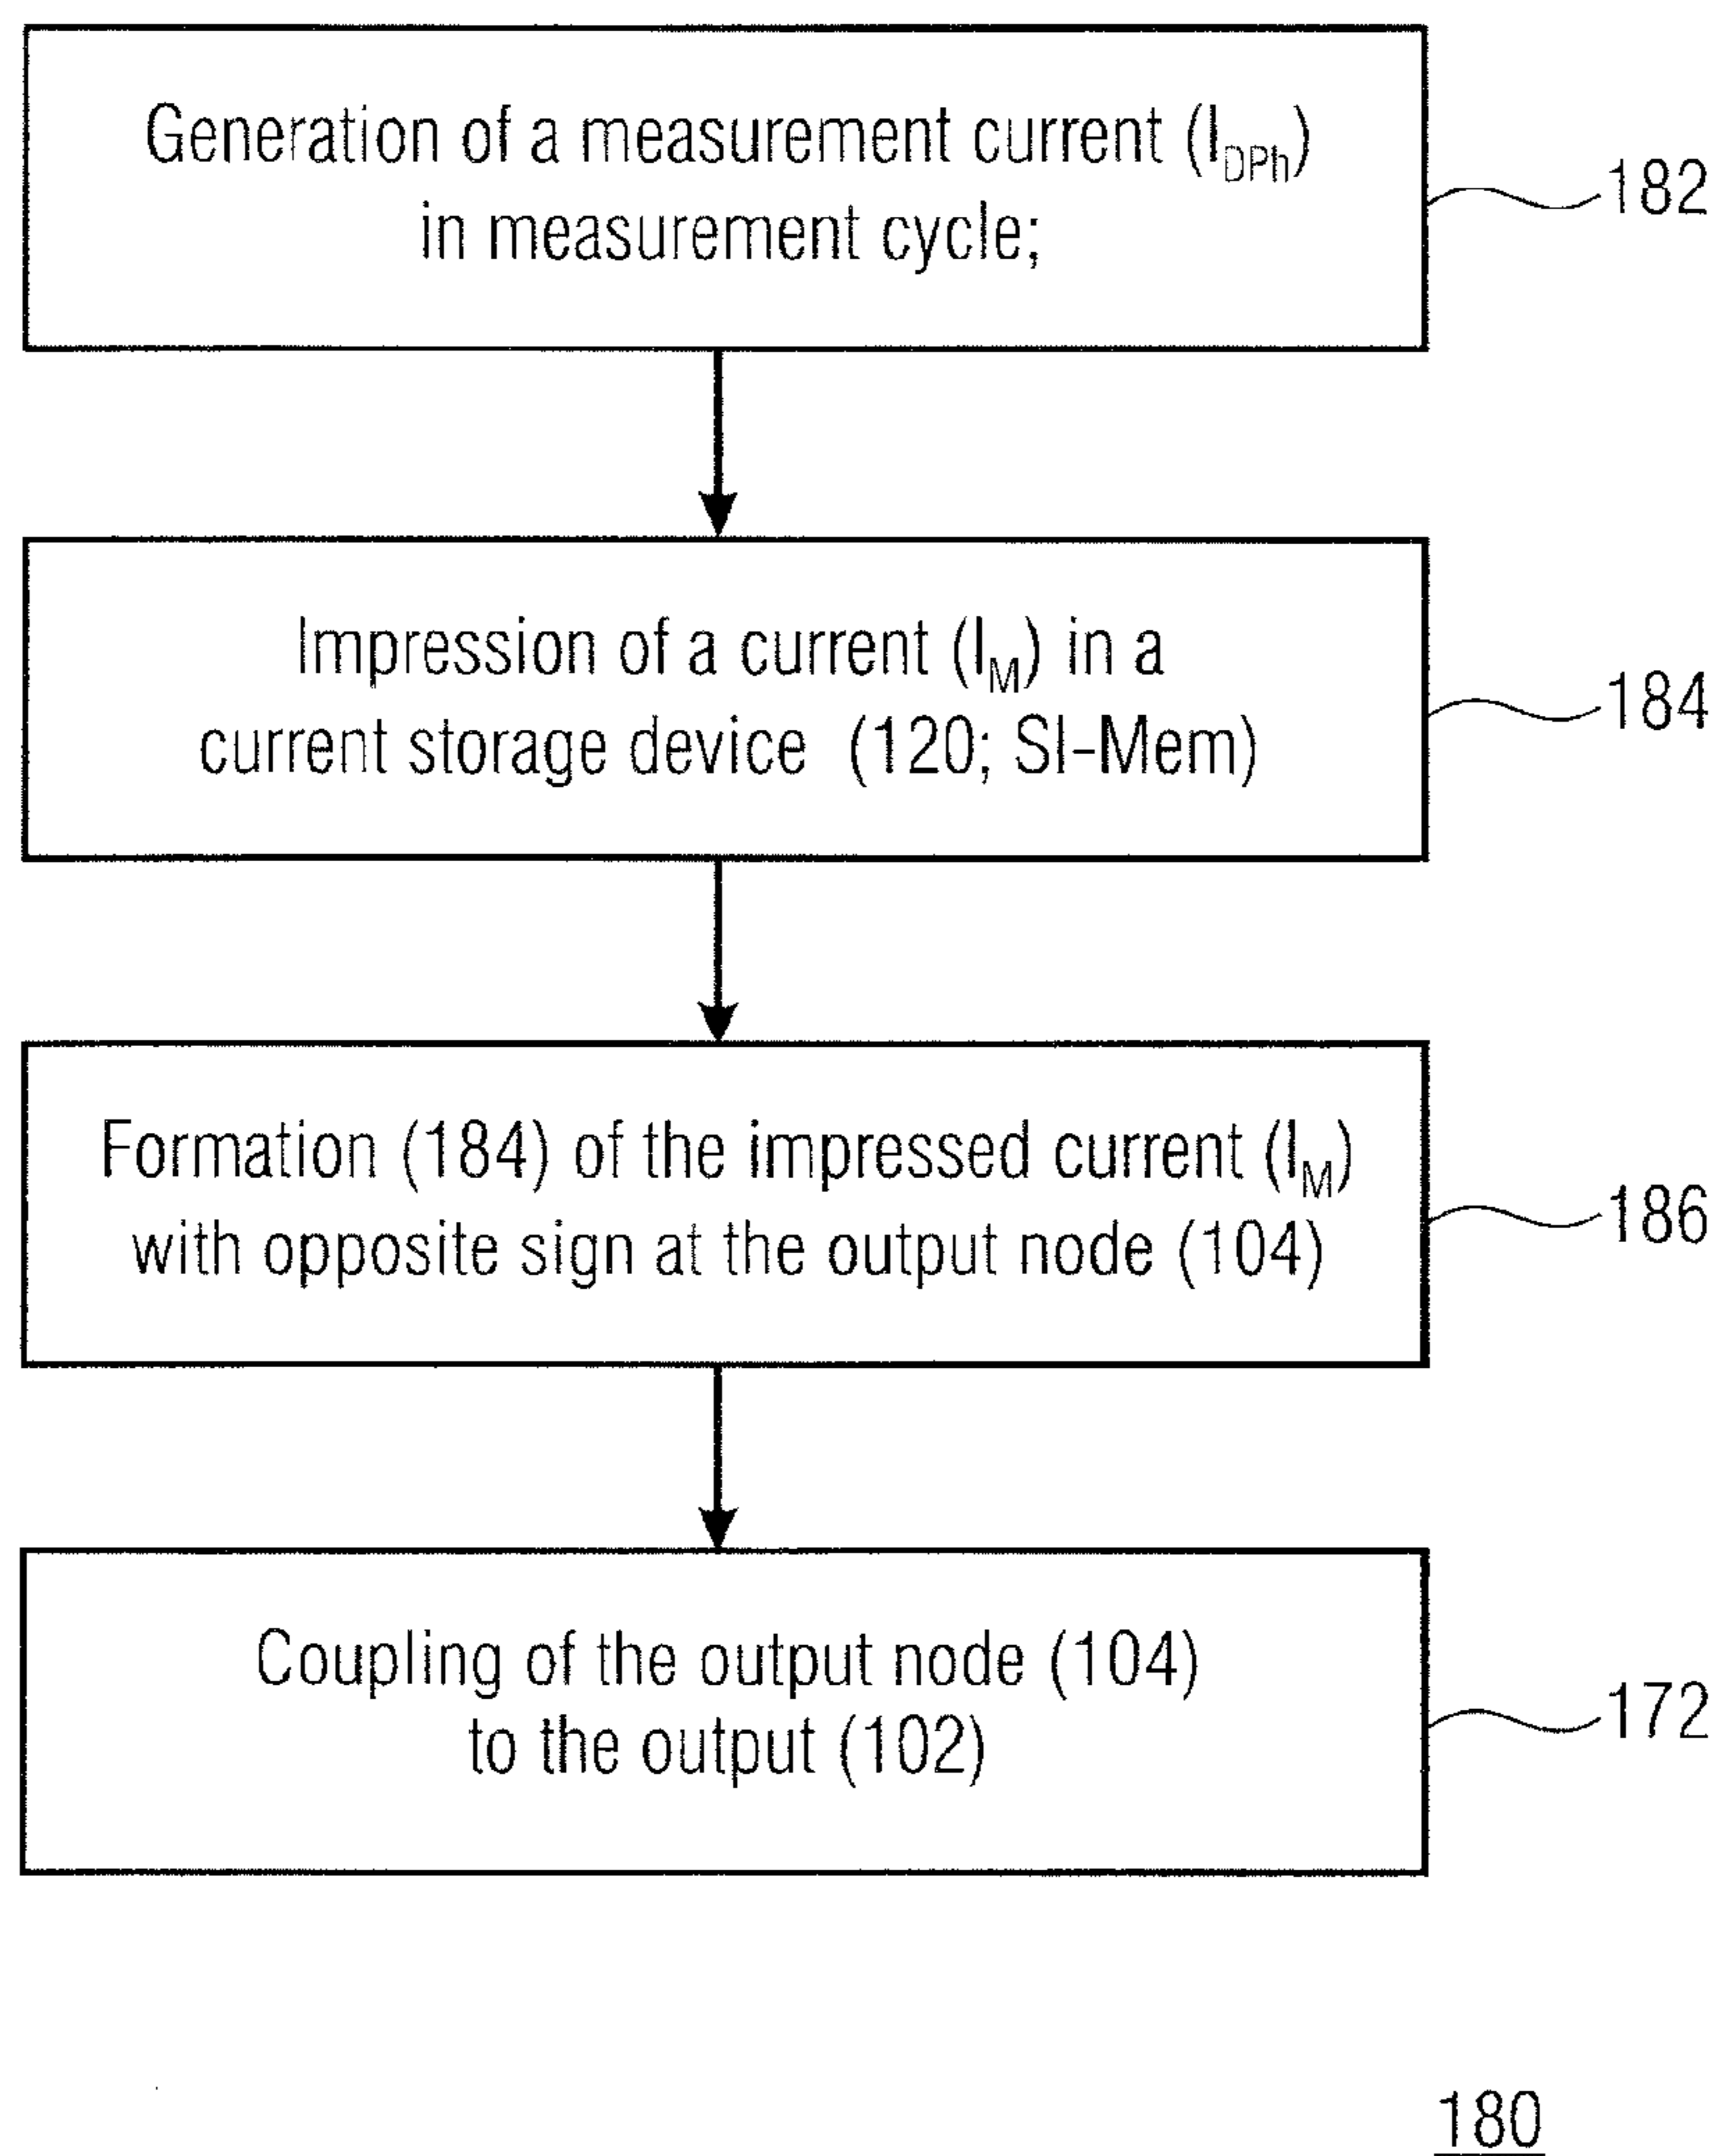 Generation of a measurement current (I_DPh)
in measurement cycle;
182
Impression of a current (I_M) in a
current storage device (120; SI-Mem)
184
Formation (184) of the impressed current (I_M)
with opposite sign at the output node (104)
186
Coupling of the output node (104)
to the output (102)
172
180